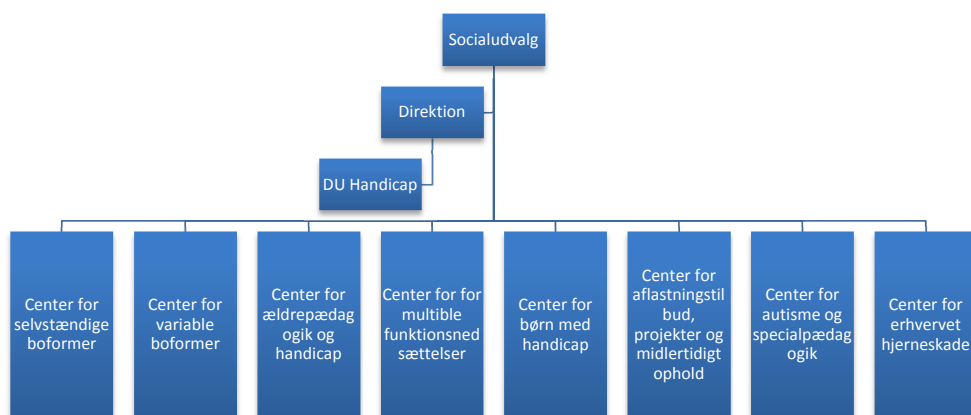 Socialudvalg
Direktion
DU Handicap
Center for
selvstændige
boformer
Center for
variable
boformer
Center for
ældrepædag
ogik og
handicap
Center for for
multible
funktionsned
sættelser
Center for
børn med
handicap
Center for
aflastningstil
bud,
projekter og
midlertidigt
ophold
Center for
autisme og
specialpædag
ogik
Center for
erhvervet
hjerneskade